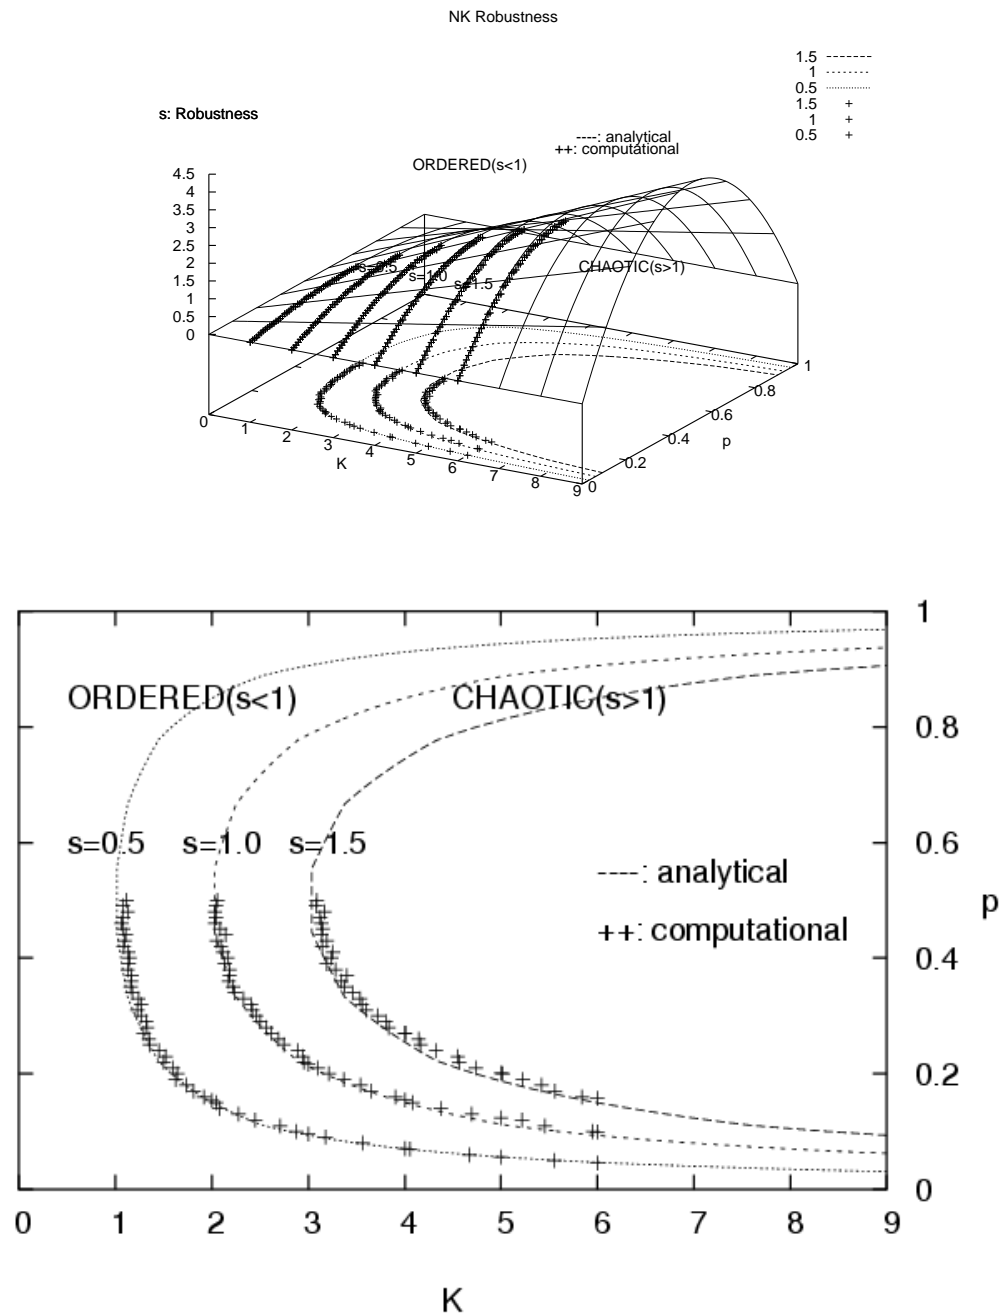 NK Robustness
1.5
1
0.5
1.5
1
0.5
s: Robustness
----: analytical
++: computational
ORDERED(s<1)
4.5
4
3.5
3
2.5
2
1.5
1
0.5
0
s=0.5
s=1.0
s=1.5
CHAOTIC(s>1)
0
1
2
3
4
5
6
7
8
9
K
0
0.2
0.4
0.6
0.8
1
p
1
ORDERED(s<1) CHAOTIC(s>1)
0.8
s=0.5 s=1.0 s=1.5 0.6
----: analytical
p
++: computational
0.4
0.2
0
0 1 2 3 4 5 6 7 8 9
K